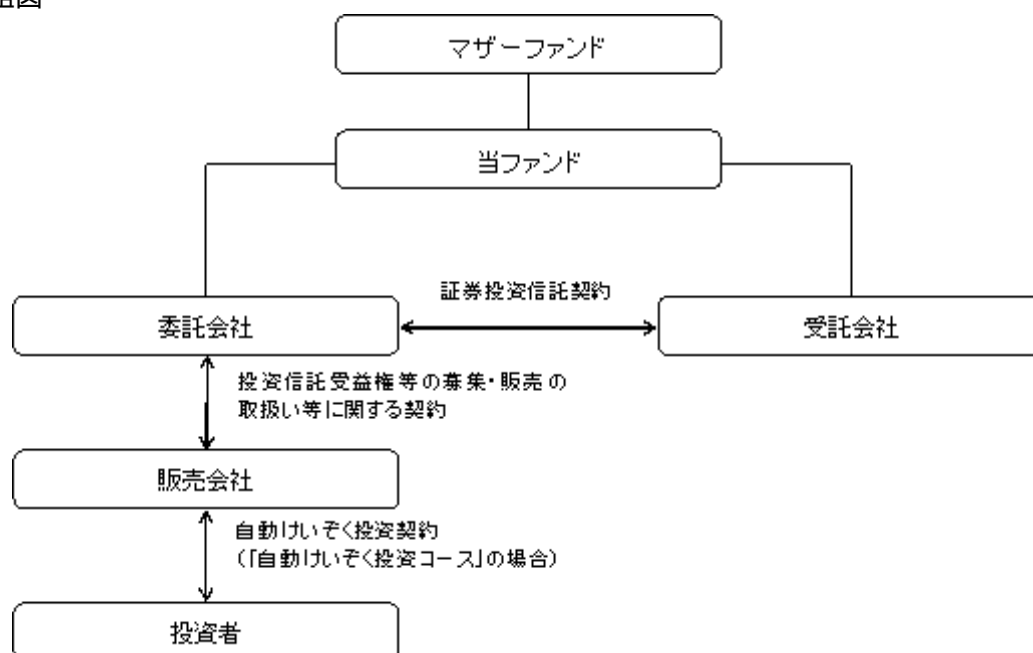 マザーファンド
当ファンド
証券投資信託契約
委託会社
受託会社
投資信託受益権等の募集・販売の
取扱い等に関する契約
販売会社
自動けいぞく投資契約
(「自動けいぞく投資コース」の場合)
投資者